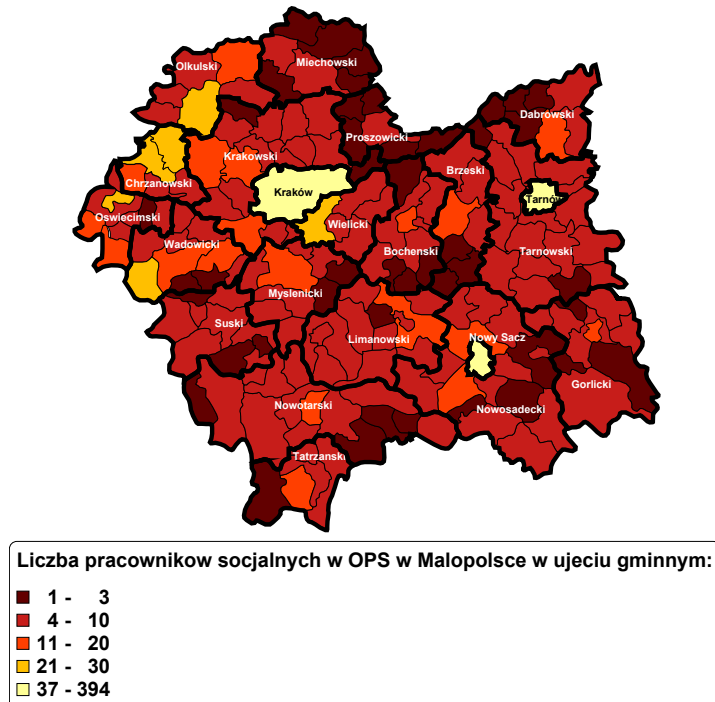 Olkulski
Miechowski
Dabrowski
Proszowicki
Krakowski
Brzeski
Chrzanowski
Kraków
Tarnów
Oswiecimski
Wielicki
Wadowicki
Bochenski
Tarnowski
Myslenicki
Suski
Limanowski
Nowy Sacz
Gorlicki
Nowotarski
Nowosadecki
Tatrzanski
Liczba pracownikow socjalnych w OPS w Malopolsce w ujeciu gminnym:
1 - 3
4 - 10
11 - 20
21 - 30
37 - 394